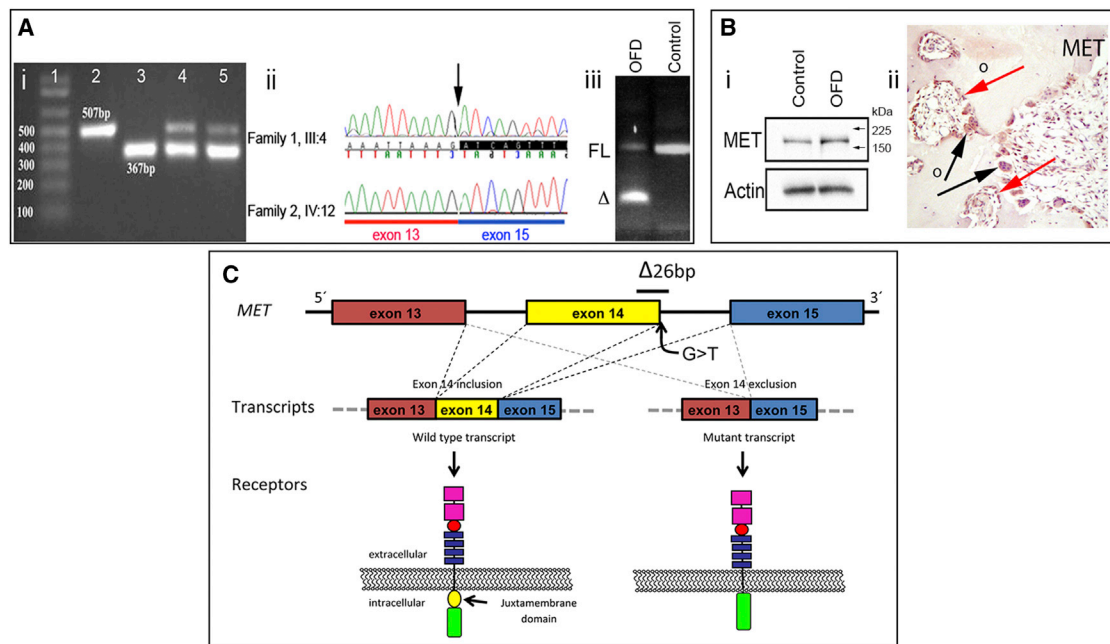 A
i
1 2 3 4 5
507bp
367bp
500
400
300
200
100
ii
Family 1, III:4
A A A T T A A A G A T C A G T T T
Family 2, IV:12
exon 13 exon 15
iii
OFD Control
FL
Δ
B
i
Control OFD
kDa
MET
225
150
Actin
ii
MET
o
o
C
Δ26bp
MET
5´ 3´
exon 13 exon 14 exon 15
G>T
Exon 14 inclusion Exon 14 exclusion
Transcripts
exon 13 exon 14 exon 15 exon 13 exon 15
Wild type transcript Mutant transcript
Receptors
extracellular
intracellular
Juxtamembrane
domain